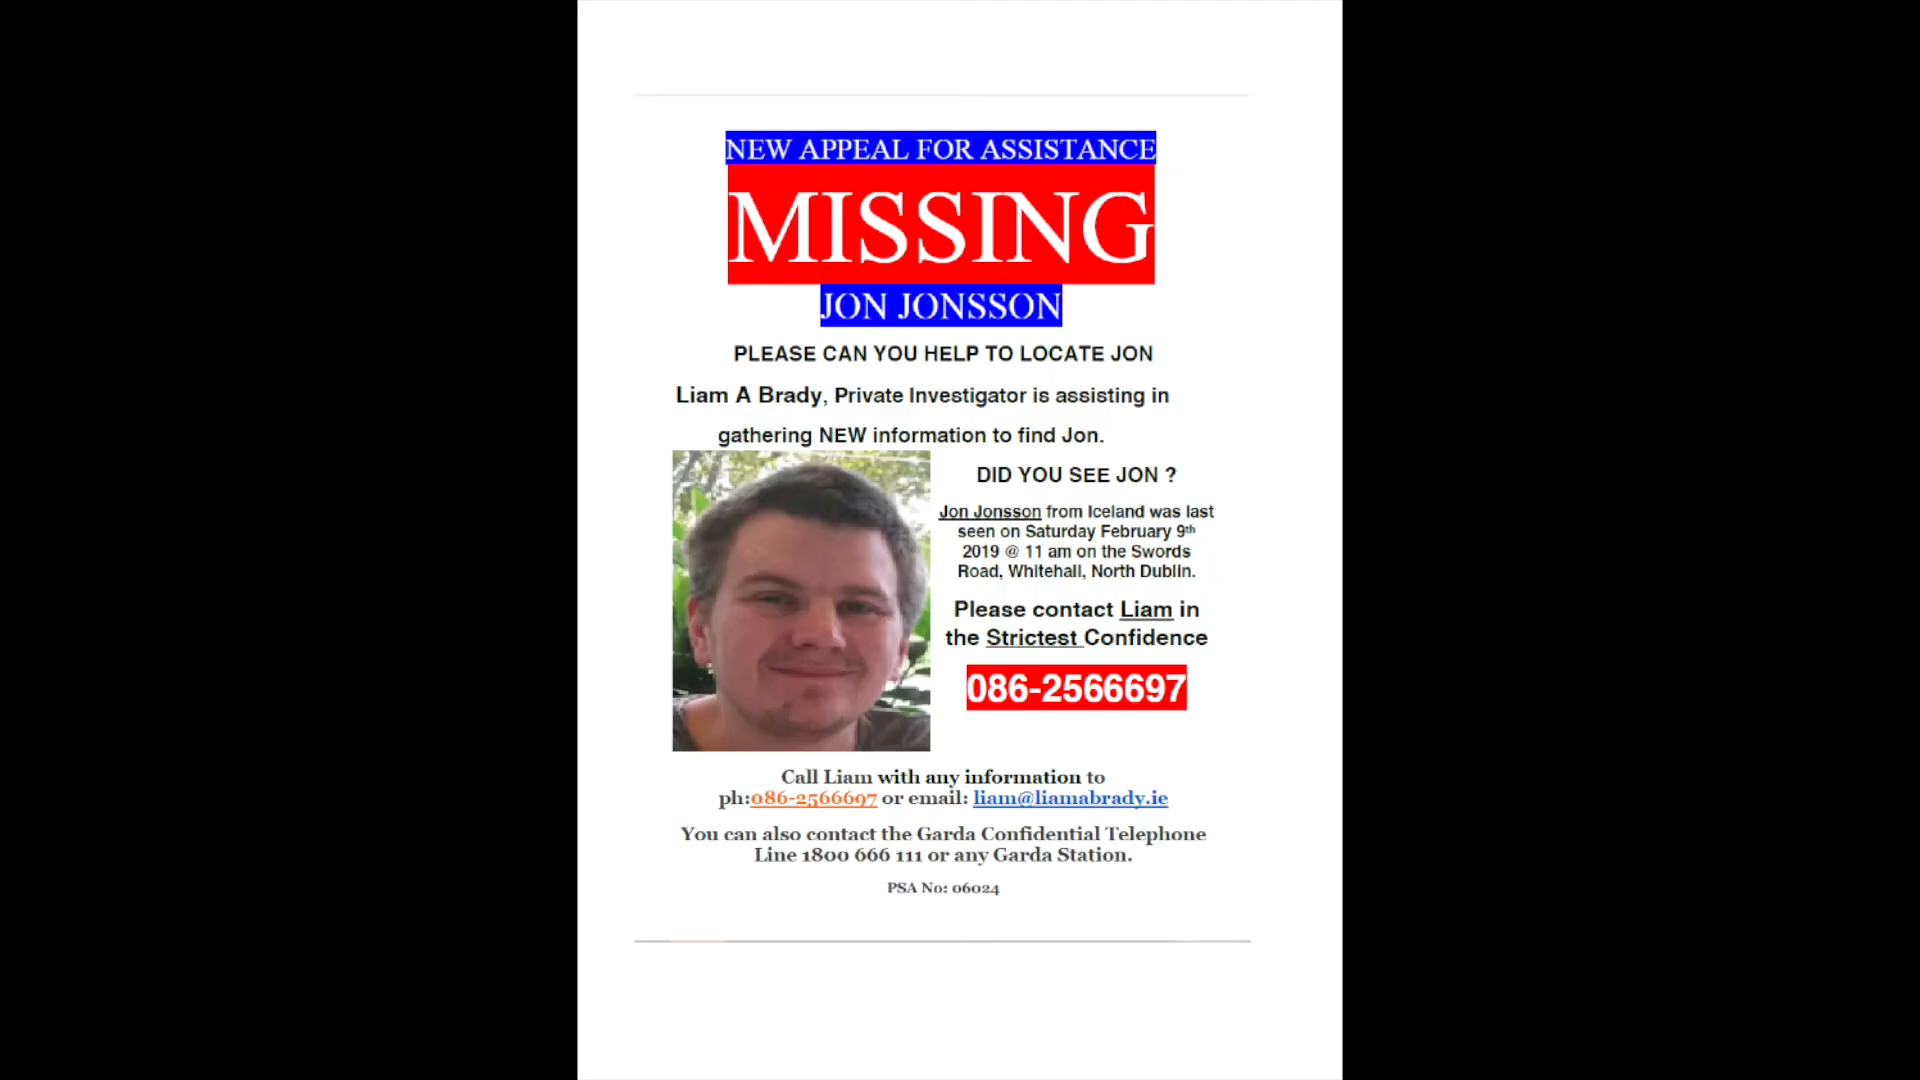 NEW APPEAL FOR ASSISTANCE
MISSING
JON JONSSON
PLEASE CAN YOU HELP TO LOCATE JON
Liam A Brady, Private Investigator is assisting in
gathering NEW information to find Jon.
DID YOU SEE JON ?
Jon Jonsson from Iceland was last
seen on Saturday February 9th
2019 @ 11 am on the Swords
Road, Whitehall, North Dublin.
Please contact Liam in
the Strictest Confidence
086-2566697
Call Liam with any information to
ph:086-2566697 or email: liam@liamabrady.ie
You can also contact the Garda Confidential Telephone
Line 1800 666 111 or any Garda Station.
PSA No: 06024